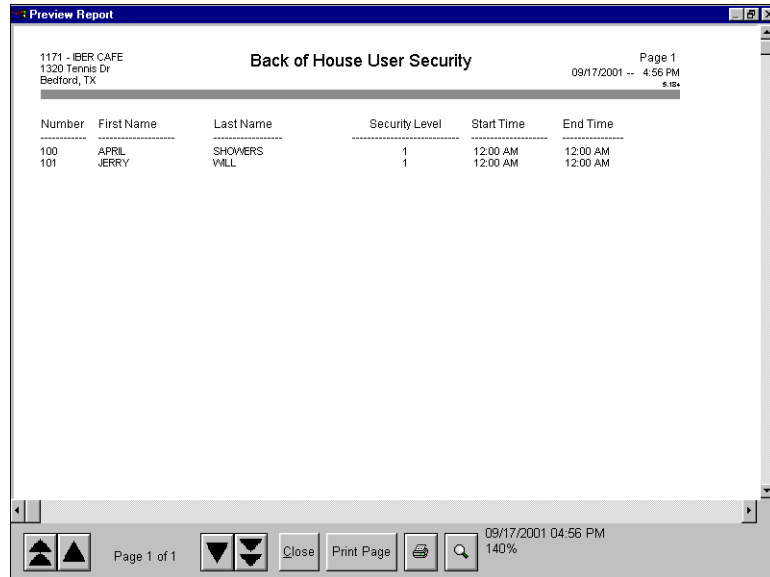 Preview Report
1171 - IBER CAFE
1320 Tennis Dr
Bedford, TX
Back of House User Security
Page 1
09/17/2001 -- 4:56 PM
5.18+
Number First Name Last Name Security Level Start Time End Time
100 APRIL SHOWERS 1 12:00 AM 12:00 AM
101 JERRY WILL 1 12:00 AM 12:00 AM
Page 1 of 1
Close
Print Page
09/17/2001 04:56 PM
140%